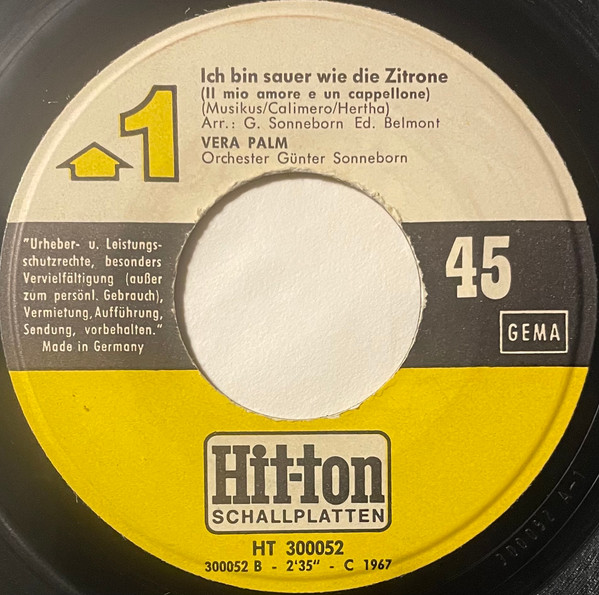 1
Ich bin sauer wie die Zitrone
(Il mio amore e un cappellone)
(Musikus/Calimero/Hertha)
Arr.: G. Sonneborn Ed. Belmont
VERA PALM
Orchester Günter Sonneborn
"Urheber- u. Leistungs-
schutzrechte, besonders
Vervielfältigung (außer
zum persönl. Gebrauch),
Vermietung, Aufführung,
Sendung, vorbehalten."
Made in Germany
45
GEMA
Hit-ton
SCHALLPLATTEN
HT 300052
300052 B - 2'35" - C 1967
300052 A-1